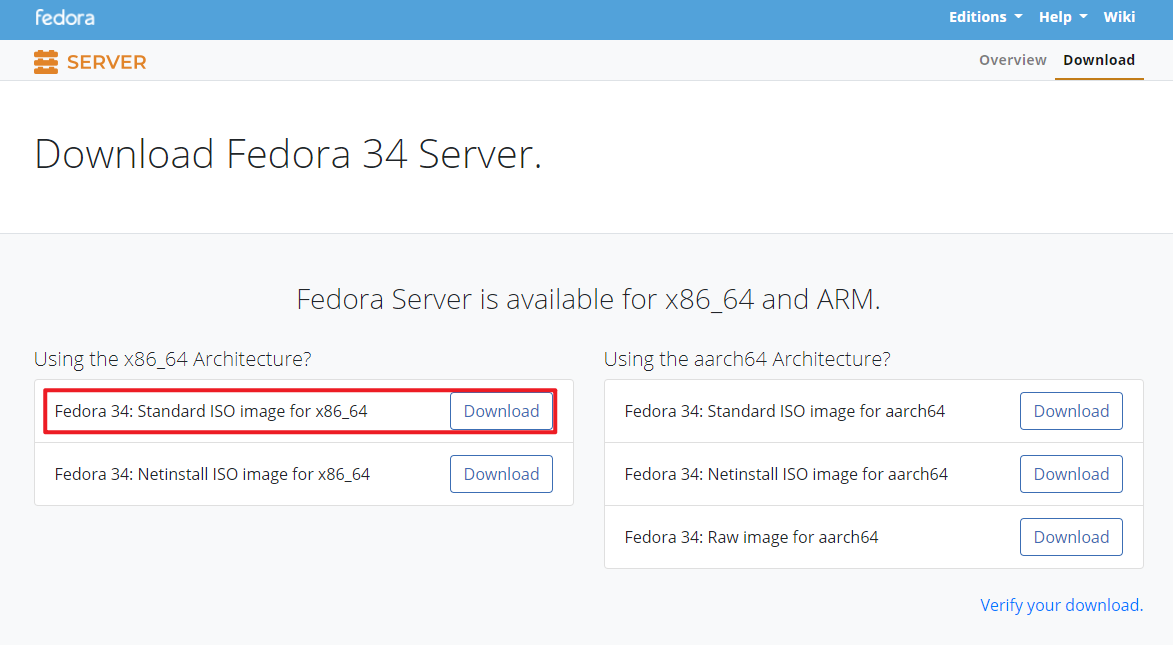 fedora
Editions Help Wiki
SERVER
Overview Download
Download Fedora 34 Server.
Fedora Server is available for x86_64 and ARM.
Using the x86_64 Architecture?
Fedora 34: Standard ISO image for x86_64 Download
Fedora 34: Netinstall ISO image for x86_64 Download
Using the aarch64 Architecture?
Fedora 34: Standard ISO image for aarch64 Download
Fedora 34: Netinstall ISO image for aarch64 Download
Fedora 34: Raw image for aarch64 Download
Verify your download.